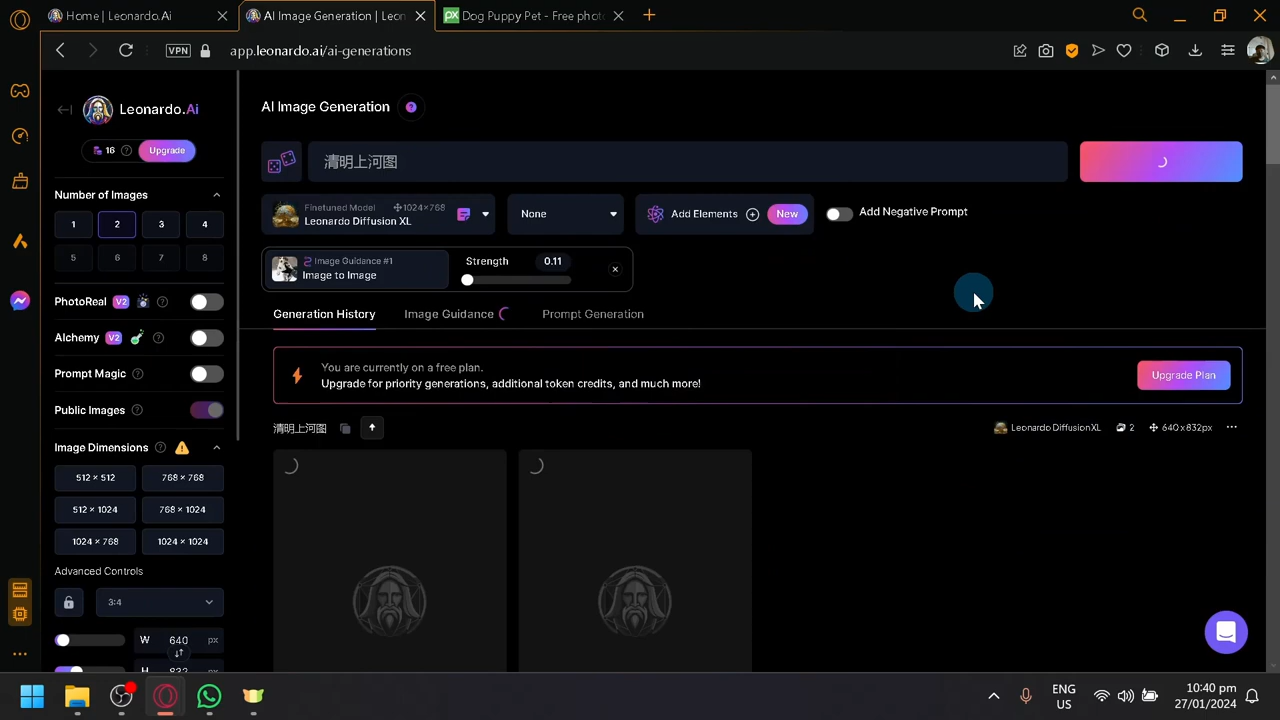 Home | Leonardo.Ai
AI Image Generation | Leon
Dog Puppy Pet - Free phot
VPN
app.leonardo.ai/ai-generations
Leonardo.Ai
16
Upgrade
Number of Images
1
2
3
4
5
6
7
8
PhotoReal V2
Alchemy V2
Prompt Magic
Public Images
Image Dimensions
512 × 512
768 × 768
512 × 1024
768 × 1024
1024 × 768
1024 × 1024
Advanced Controls
3:4
W 640 px
H 832 px
AI Image Generation
清明上河图
Finetuned Model 1024×768
Leonardo Diffusion XL
None
Add Elements
New
Add Negative Prompt
Image Guidance #1
Image to Image
Strength 0.11
Generation History
Image Guidance
Prompt Generation
You are currently on a free plan.
Upgrade for priority generations, additional token credits, and much more!
Upgrade Plan
清明上河图
Leonardo Diffusion XL
2
640 x 832px
ENG
US
10:40 pm
27/01/2024